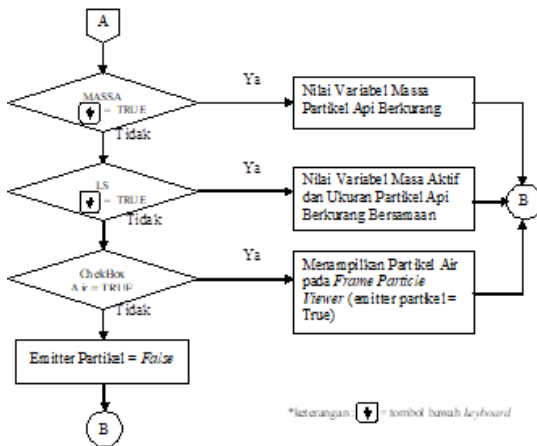 A
MASSA
= TRUE
Ya
Tidak
Nilai Variabel Massa
Partikel Api Berkurang
LS
= TRUE
Ya
Tidak
Nilai Variabel Masa Aktif
dan Ukuran Partikel Api
Berkurang Bersamaan
B
ChekBox
Air = TRUE
Ya
Tidak
Menampilkan Partikel Air
pada Frame Particle
Viewer (emitter partikel =
True)
Emitter Partikel = False
B
*keterangan : = tombol bawah keyboard